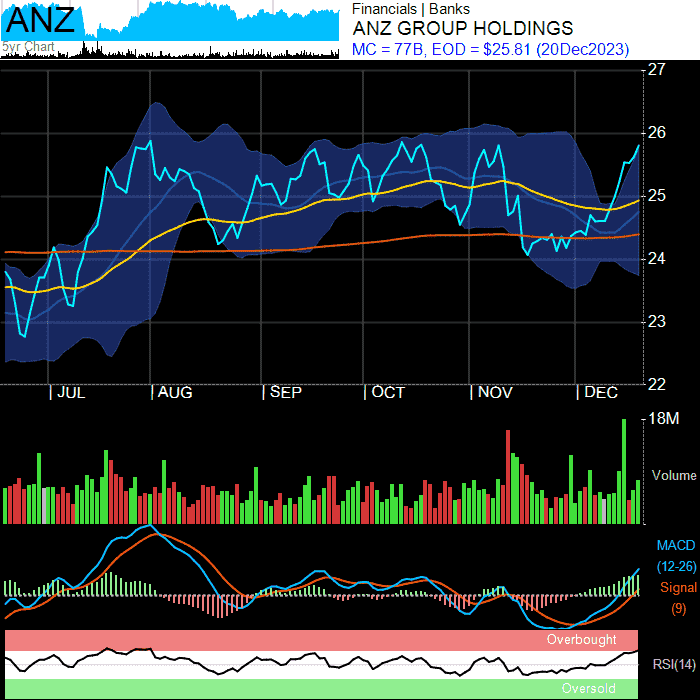 ANZ
5yr Chart
Financials | Banks
ANZ GROUP HOLDINGS
MC = 77B, EOD = $25.81 (20Dec2023)
27
26
25
24
23
22
| JUL | AUG | SEP | OCT | NOV | DEC
18M
Volume
MACD
(12-26)
Signal
(9)
Overbought
RSI(14)
Oversold